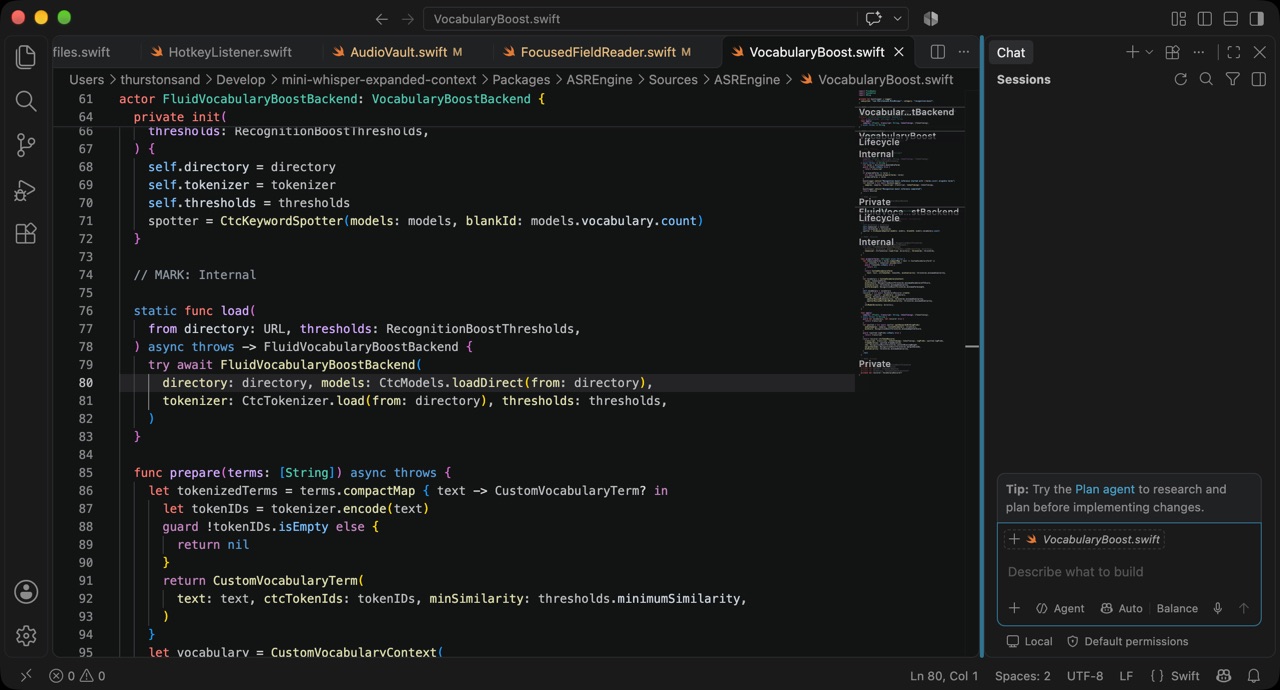 VocabularyBoost.swift
files.swift
HotkeyListener.swift
AudioVault.swift M
FocusedFieldReader.swift M
VocabularyBoost.swift
Users > thurstonsand > Develop > mini-whisper-expanded-context > Packages > ASREngine > Sources > ASREngine > VocabularyBoost.swift
61 actor FluidVocabularyBoostBackend: VocabularyBoostBackend {
64 private init(
66 thresholds: RecognitionBoostThresholds,
67 ) {
68 self.directory = directory
69 self.tokenizer = tokenizer
70 self.thresholds = thresholds
71 spotter = CtcKeywordSpotter(models: models, blankId: models.vocabulary.count)
72 }
73
74 // MARK: Internal
75
76 static func load(
77 from directory: URL, thresholds: RecognitionBoostThresholds,
78 ) async throws -> FluidVocabularyBoostBackend {
79 try await FluidVocabularyBoostBackend(
80 directory: directory, models: CtcModels.loadDirect(from: directory),
81 tokenizer: CtcTokenizer.load(from: directory), thresholds: thresholds,
82 )
83 }
84
85 func prepare(terms: [String]) async throws {
86 let tokenizedTerms = terms.compactMap { text -> CustomVocabularyTerm? in
87 let tokenIDs = tokenizer.encode(text)
88 guard !tokenIDs.isEmpty else {
89 return nil
90 }
91 return CustomVocabularyTerm(
92 text: text, ctcTokenIds: tokenIDs, minSimilarity: thresholds.minimumSimilarity,
93 )
94 }
95 let vocabulary = CustomVocabularyContext(
Vocabular...tBackend
VocabularyBoost
Lifecycle
Internal
Private
FluidVoca...stBackend
Lifecycle
Internal
Private
Chat
Sessions
Tip: Try the Plan agent to research and
plan before implementing changes.
VocabularyBoost.swift
Describe what to build
Agent Auto Balance
Local Default permissions
0 0
Ln 80, Col 1 Spaces: 2 UTF-8 LF { } Swift